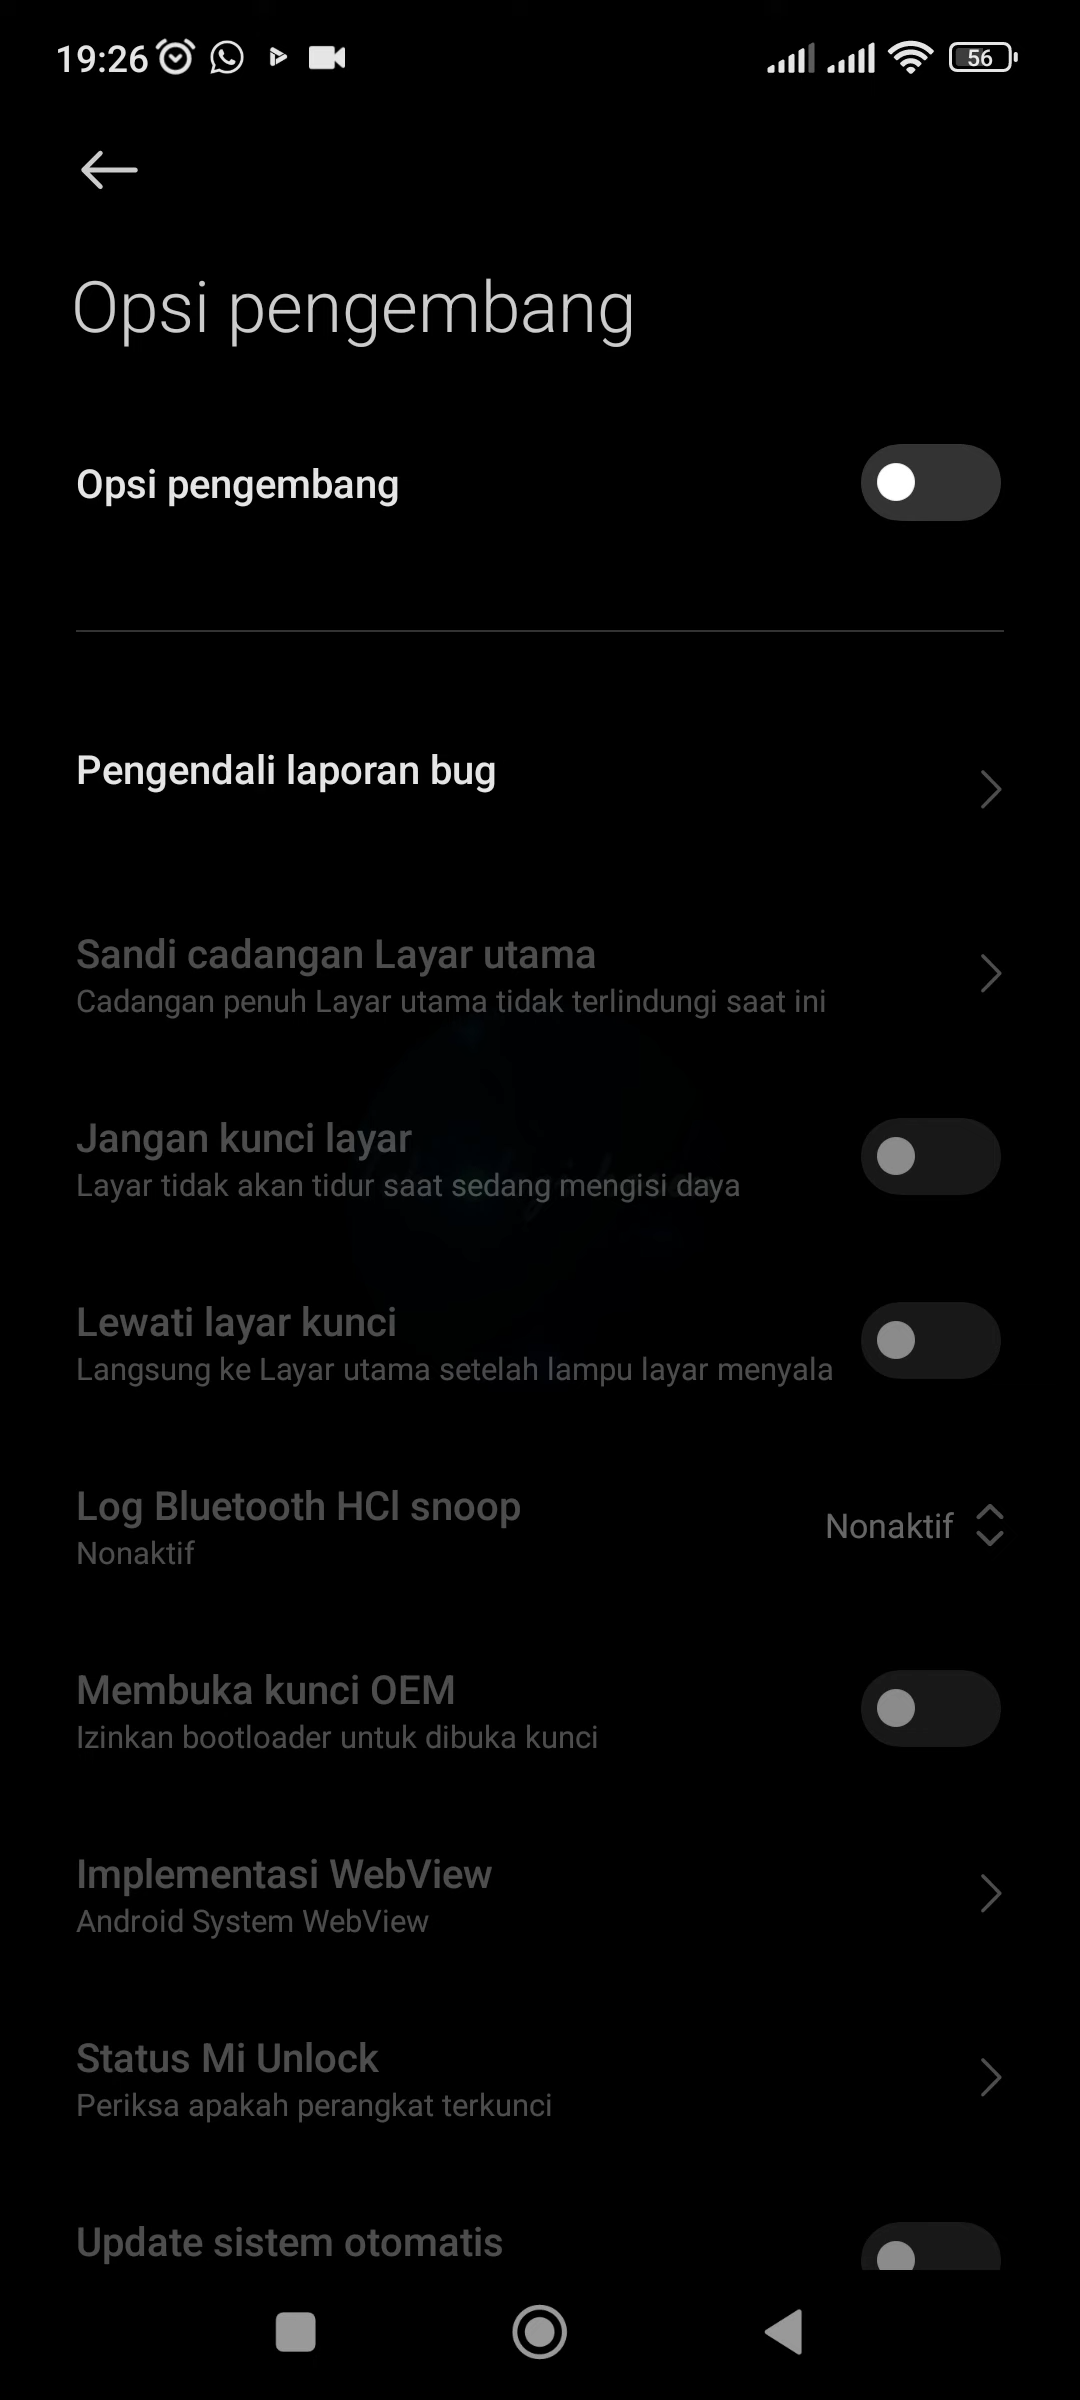 19:26
56
Opsi pengembang
Opsi pengembang
Pengendali laporan bug
Sandi cadangan Layar utama
Cadangan penuh Layar utama tidak terlindungi saat ini
Jangan kunci layar
Layar tidak akan tidur saat sedang mengisi daya
Lewati layar kunci
Langsung ke Layar utama setelah lampu layar menyala
Log Bluetooth HCl snoop
Nonaktif
Nonaktif
Membuka kunci OEM
Izinkan bootloader untuk dibuka kunci
Implementasi WebView
Android System WebView
Status Mi Unlock
Periksa apakah perangkat terkunci
Update sistem otomatis